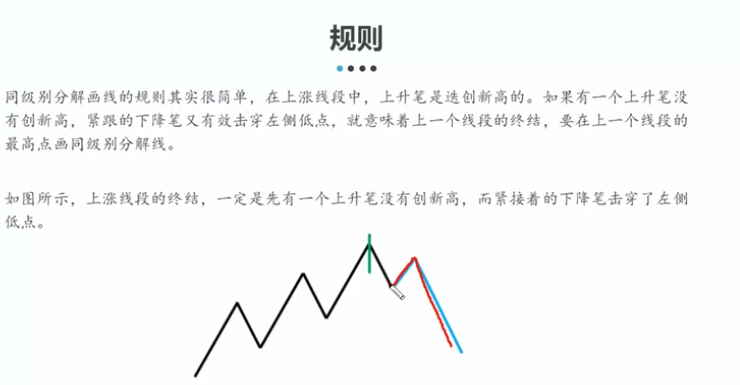 规则
同级别分解画线的规则其实很简单，在上涨线段中，上升笔是迭创新高的。如果有一个上升笔没
有创新高，紧跟的下降笔又有效击穿左侧低点，就意味着上一个线段的终结，要在上一个线段的
最高点画同级别分解线。
如图所示，上涨线段的终结，一定是先有一个上升笔没有创新高，而紧接着的下降笔击穿了左侧
低点。